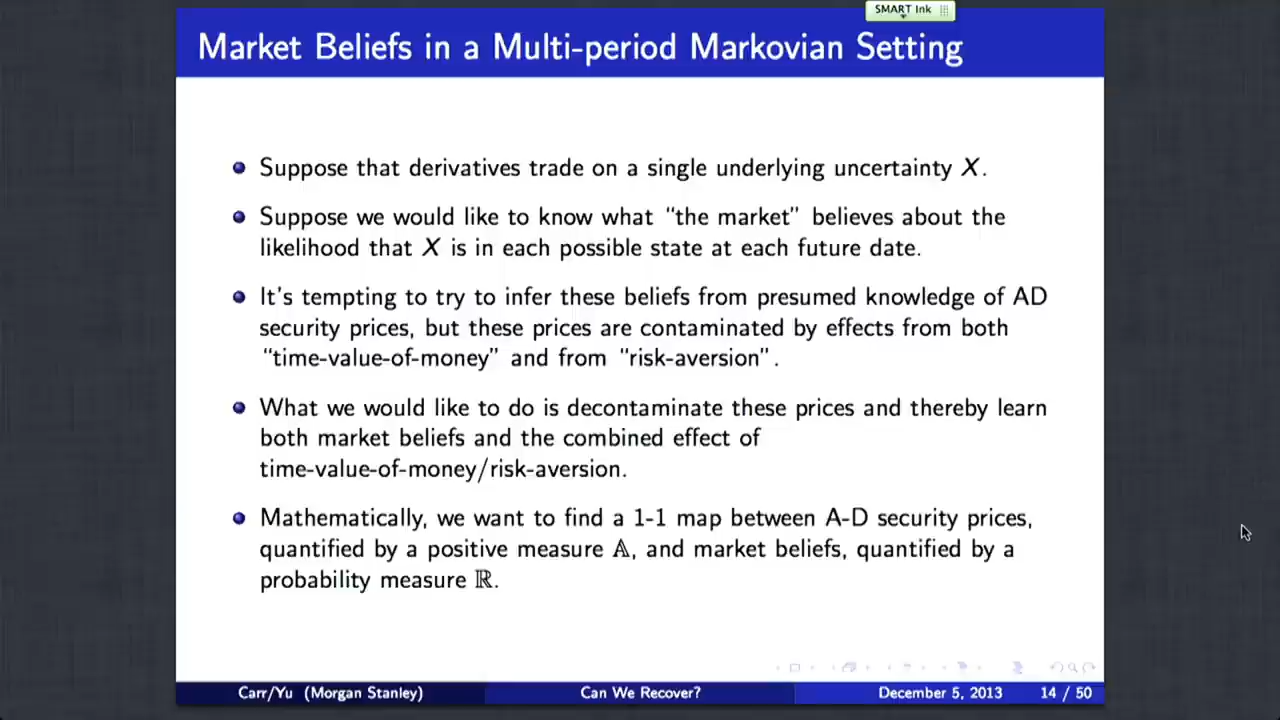 SMART Ink
Market Beliefs in a Multi-period Markovian Setting
Suppose that derivatives trade on a single underlying uncertainty X.
Suppose we would like to know what “the market” believes about the
likelihood that X is in each possible state at each future date.
It's tempting to try to infer these beliefs from presumed knowledge of AD
security prices, but these prices are contaminated by effects from both
“time-value-of-money” and from “risk-aversion”.
What we would like to do is decontaminate these prices and thereby learn
both market beliefs and the combined effect of
time-value-of-money/risk-aversion.
Mathematically, we want to find a 1-1 map between A-D security prices,
quantified by a positive measure 𝔸, and market beliefs, quantified by a
probability measure ℝ.
Carr/Yu (Morgan Stanley) Can We Recover? December 5, 2013 14 / 50